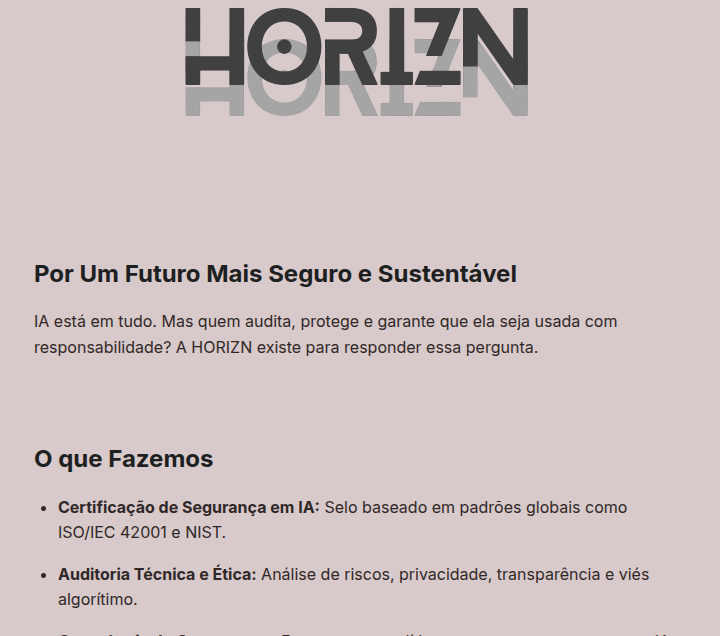 HORIZN
HORIZN
Por Um Futuro Mais Seguro e Sustentável
IA está em tudo. Mas quem audita, protege e garante que ela seja usada com
responsabilidade? A HORIZN existe para responder essa pergunta.
O que Fazemos
• Certificação de Segurança em IA: Selo baseado em padrões globais como
ISO/IEC 42001 e NIST.
• Auditoria Técnica e Ética: Análise de riscos, privacidade, transparência e viés
algorítimo.